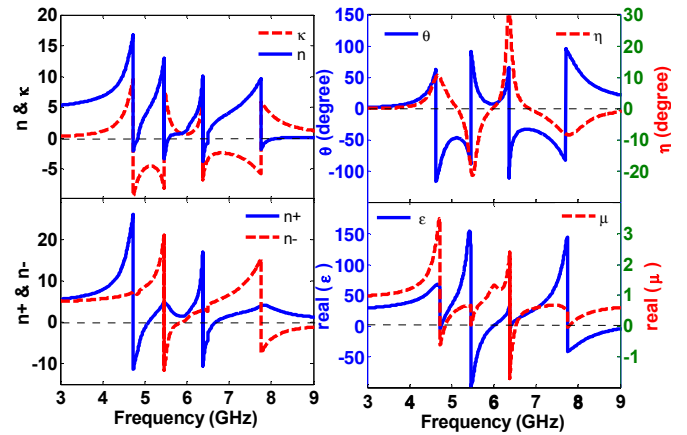 15
10
5
0
5
n & κ
κ
n
150
100
50
0
-50
-100
θ (degree)
θ
η
30
20
10
0
-10
-20
η (degree)
20
10
0
-10
n+ & n-
n+
n-
3 4 5 6 7 8 9
Frequency (GHz)
150
100
50
0
-50
real (ε)
ε
μ
3
2
1
0
-1
real (μ)
3 4 5 6 7 8 9
Frequency (GHz)